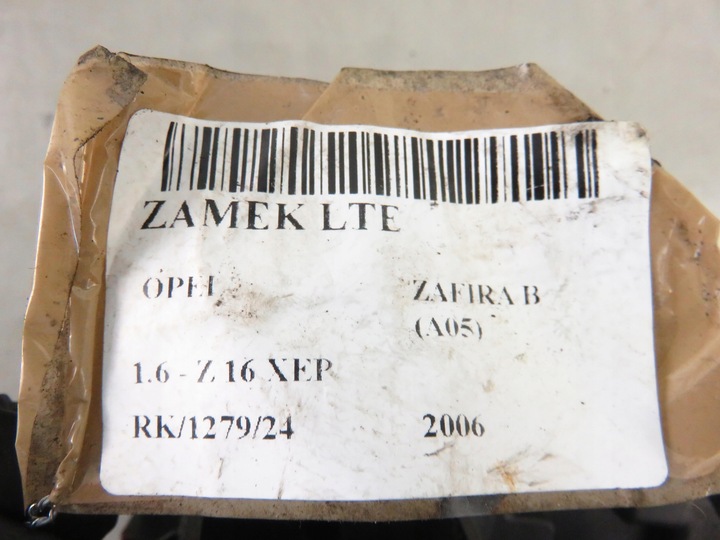 ZAMEK LTE
OPEL ZAFIRA B
(A05)
1.6 - Z 16 XEP
RK/1279/24 2006